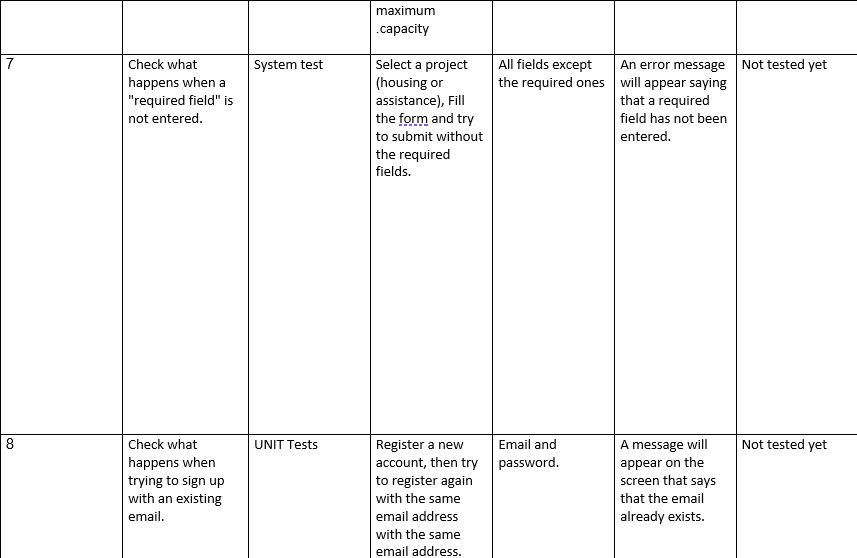 maximum
.capacity
7
Check what
happens when a
"required field" is
not entered.
System test
Select a project
(housing or
assistance), Fill
the form and try
to submit without
the required
fields.
All fields except
the required ones
An error message
will appear saying
that a required
field has not been
entered.
Not tested yet
8
Check what
happens when
trying to sign up
with an existing
email.
UNIT Tests
Register a new
account, then try
to register again
with the same
email address
with the same
email address.
Email and
password.
A message will
appear on the
screen that says
that the email
already exists.
Not tested yet